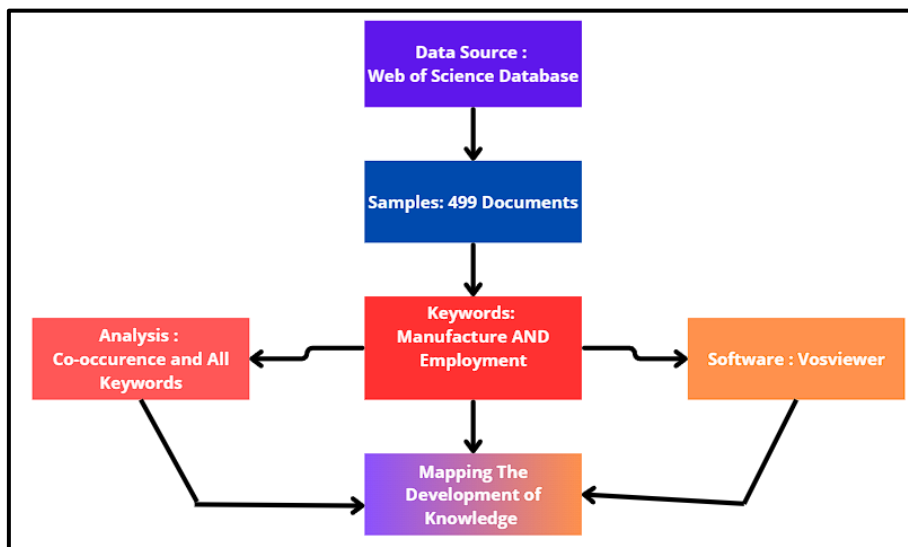 Data Source :
Web of Science Database
Samples: 499 Documents
Keywords:
Manufacture AND
Employment
Analysis :
Co-occurence and All
Keywords
Software : Vosviewer
Mapping The
Development of
Knowledge